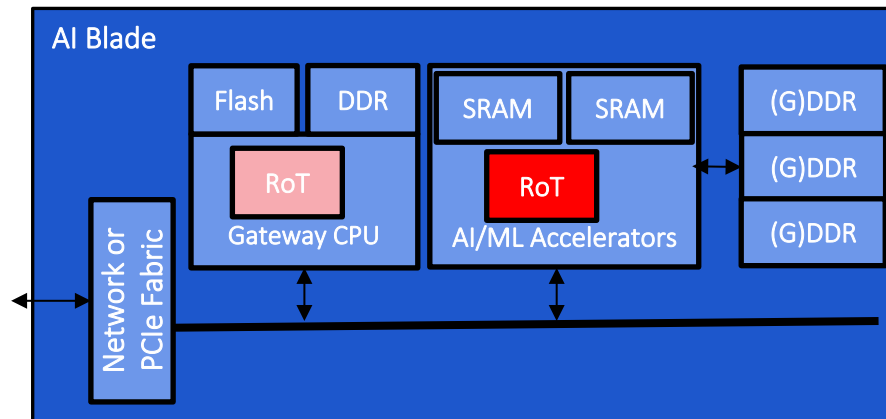 AI Blade
Flash
DDR
RoT
Gateway CPU
SRAM
SRAM
RoT
AI/ML Accelerators
(G)DDR
(G)DDR
(G)DDR
Network or
PCIe Fabric